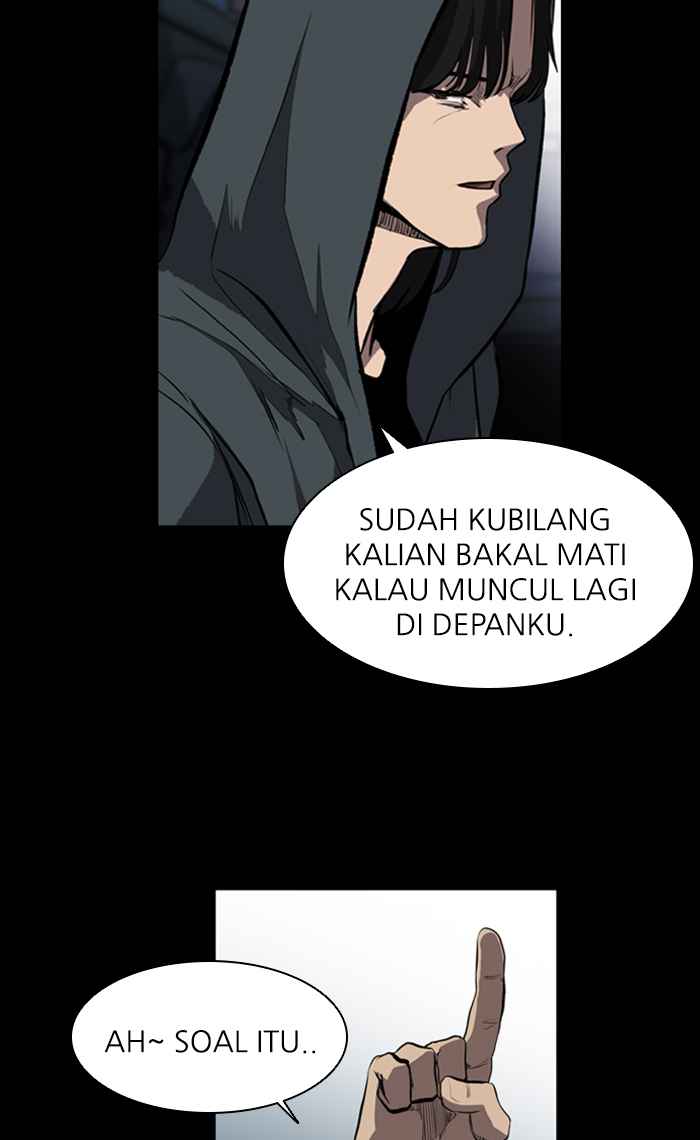 SUDAH KUBILANG
KALIAN BAKAL MATI
KALAU MUNCUL LAGI
DI DEPANKU.
AH~ SOAL ITU..